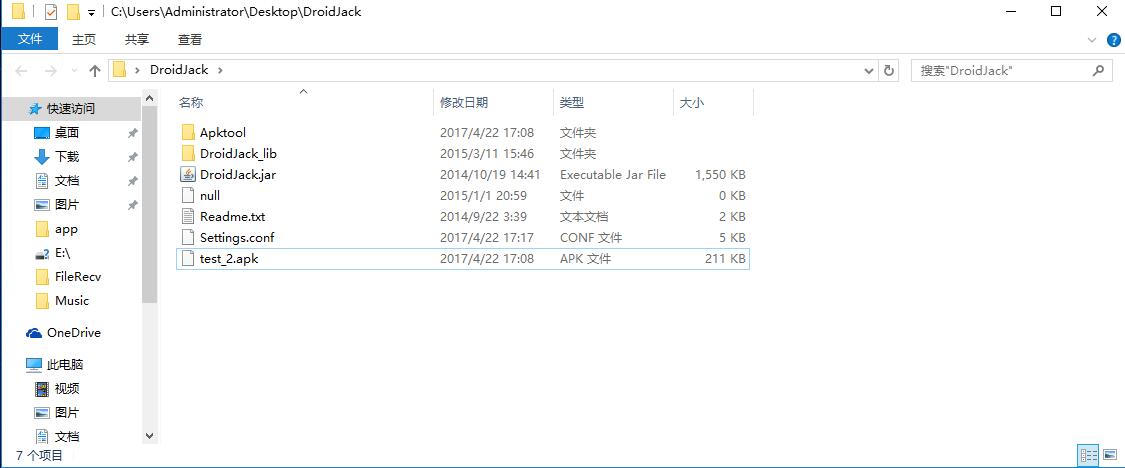 C:\Users\Administrator\Desktop\DroidJack
文件 主页 共享 查看
DroidJack 搜索"DroidJack"
快速访问
桌面
下载
文档
图片
app
E:\
FileRecv
Music
OneDrive
此电脑
视频
图片
文档
名称 修改日期 类型 大小
Apktool 2017/4/22 17:08 文件夹
DroidJack_lib 2015/3/11 15:46 文件夹
DroidJack.jar 2014/10/19 14:41 Executable Jar File 1,550 KB
null 2015/1/1 20:59 文件 0 KB
Readme.txt 2014/9/22 3:39 文本文档 2 KB
Settings.conf 2017/4/22 17:17 CONF 文件 5 KB
test_2.apk 2017/4/22 17:08 APK 文件 211 KB
7 个项目